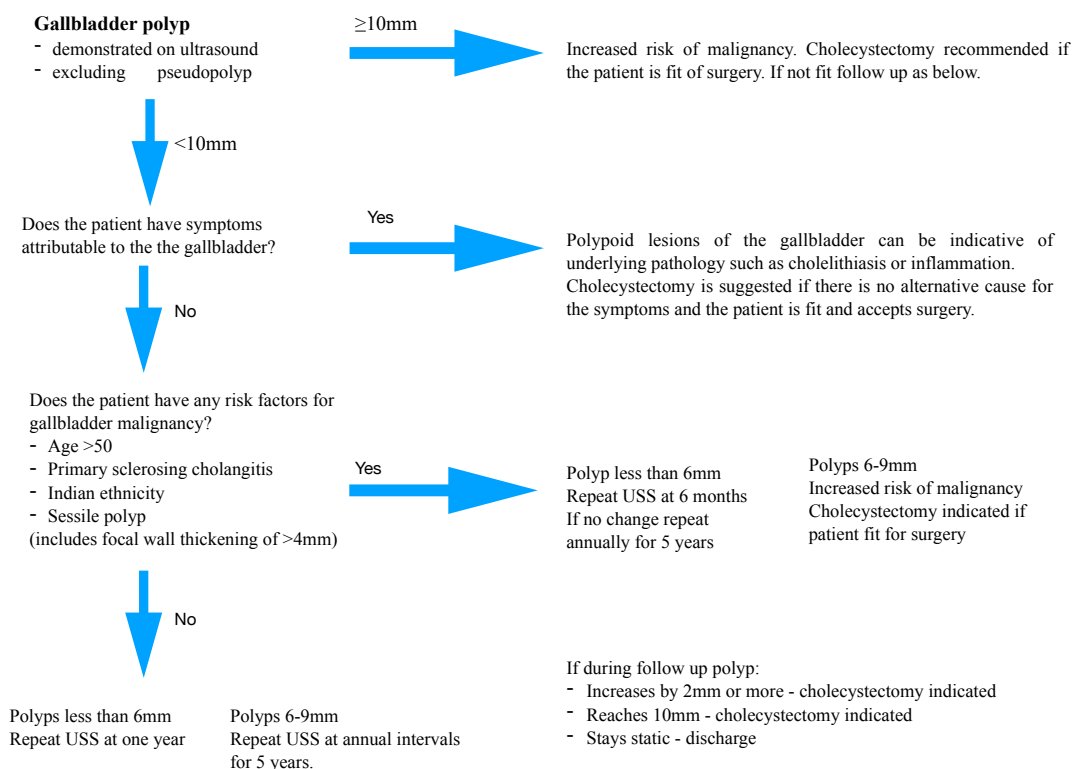 Gallbladder polyp
- demonstrated on ultrasound
- excluding pseudopolyp
≥10mm
Increased risk of malignancy. Cholecystectomy recommended if
the patient is fit of surgery. If not fit follow up as below.
<10mm
Does the patient have symptoms
attributable to the the gallbladder?
Yes
Polypoid lesions of the gallbladder can be indicative of
underlying pathology such as cholelithiasis or inflammation.
Cholecystectomy is suggested if there is no alternative cause for
the symptoms and the patient is fit and accepts surgery.
No
Does the patient have any risk factors for
gallbladder malignancy?
- Age >50
- Primary sclerosing cholangitis
- Indian ethnicity
- Sessile polyp
(includes focal wall thickening of >4mm)
Yes
Polyp less than 6mm
Repeat USS at 6 months
If no change repeat
annually for 5 years
Polyps 6-9mm
Increased risk of malignancy
Cholecystectomy indicated if
patient fit for surgery
No
Polyps less than 6mm
Repeat USS at one year
Polyps 6-9mm
Repeat USS at annual intervals
for 5 years.
If during follow up polyp:
- Increases by 2mm or more - cholecystectomy indicated
- Reaches 10mm - cholecystectomy indicated
- Stays static - discharge